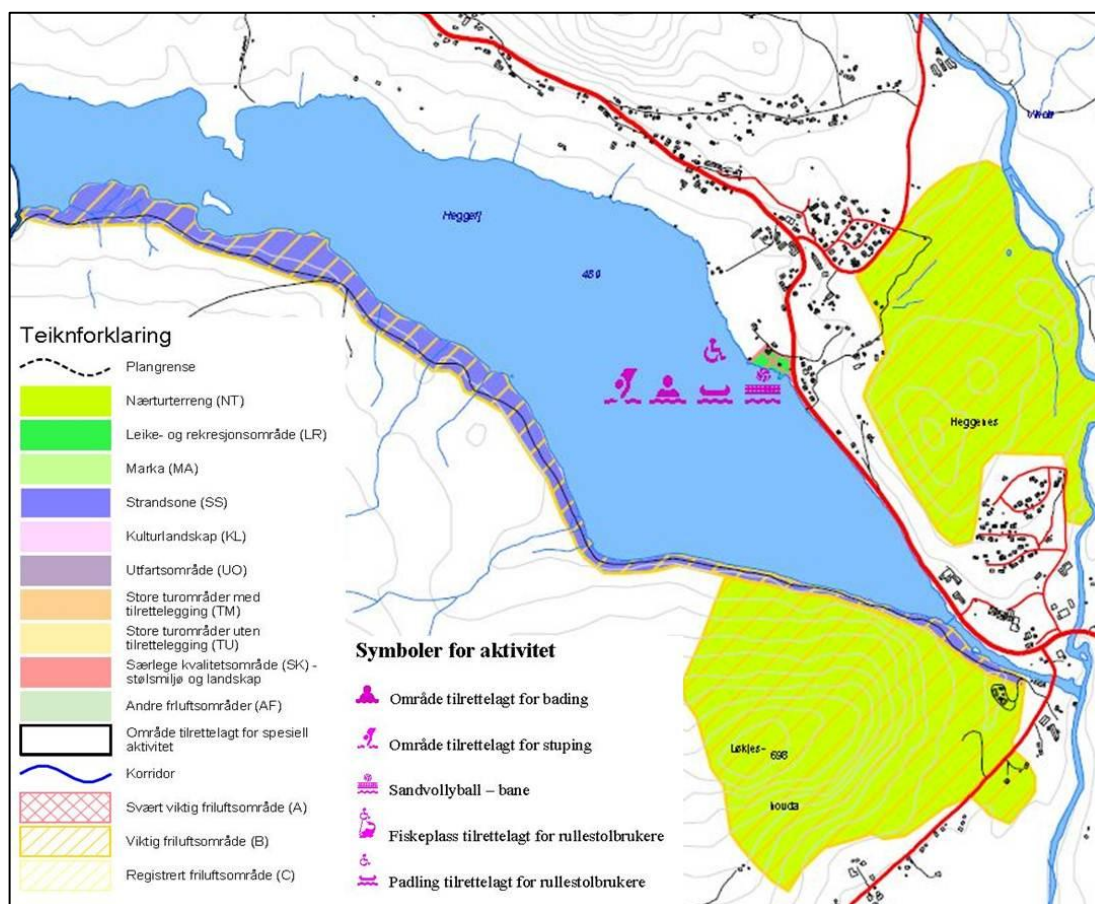 Heggefj
Heggenes
Løkjes- 698
houda
Teiknforklaring
Plangrense
Nærturterreng (NT)
Leike- og rekresjonsområde (LR)
Marka (MA)
Strandsone (SS)
Kulturlandskap (KL)
Utfartsområde (UO)
Store turområder med
tilrettelegging (TM)
Store turområder uten
tilrettelegging (TU)
Særlege kvalitetsområde (SK) -
stølsmiljø og landskap
Andre friluftsområder (AF)
Område tilrettelagt for spesiell
aktivitet
Korridor
Svært viktig friluftsområde (A)
Viktig friluftsområde (B)
Registrert friluftsområde (C)
Symboler for aktivitet
Område tilrettelagt for bading
Område tilrettelagt for stuping
Sandvollyball – bane
Fiskeplass tilrettelagt for rullestolbrukere
Padling tilrettelagt for rullestolbrukere